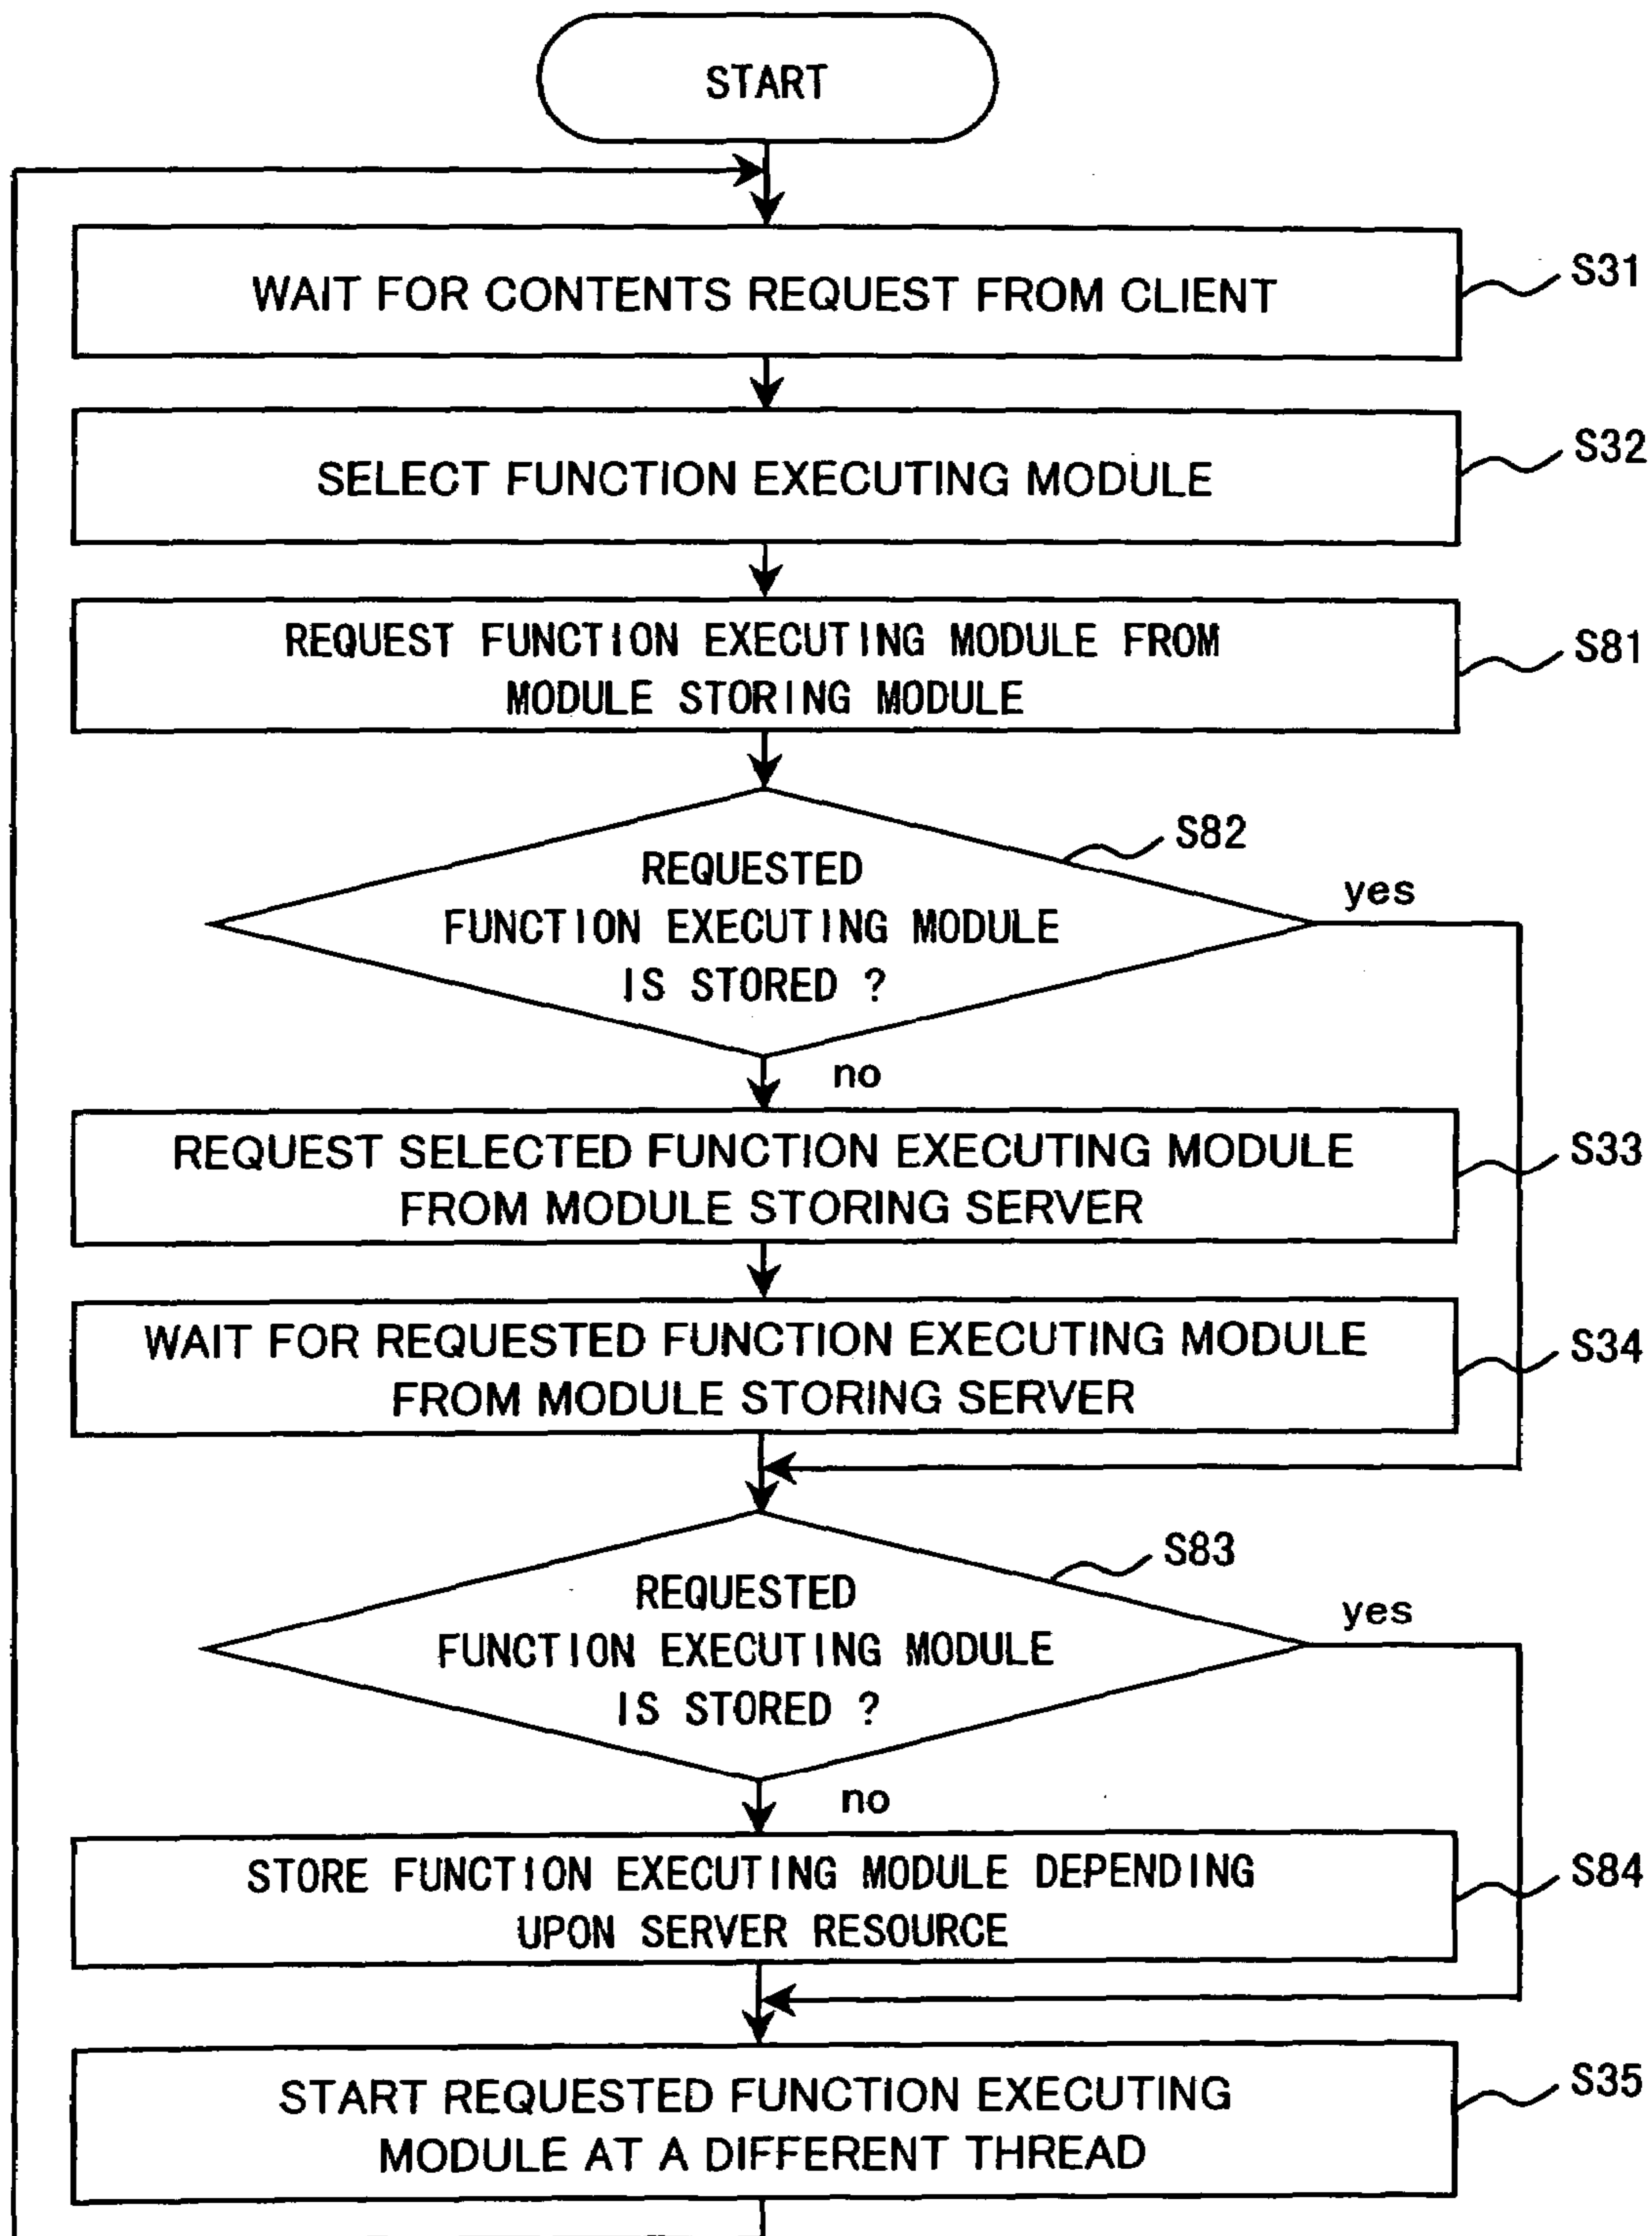 START
WAIT FOR CONTENTS REQUEST FROM CLIENT
S31
SELECT FUNCTION EXECUTING MODULE
S32
REQUEST FUNCTION EXECUTING MODULE FROM
MODULE STORING MODULE
S81
S82
REQUESTED
FUNCTION EXECUTING MODULE
IS STORED ?
yes
no
REQUEST SELECTED FUNCTION EXECUTING MODULE
FROM MODULE STORING SERVER
S33
WAIT FOR REQUESTED FUNCTION EXECUTING MODULE
FROM MODULE STORING SERVER
S34
S83
REQUESTED
FUNCTION EXECUTING MODULE
IS STORED ?
yes
no
STORE FUNCTION EXECUTING MODULE DEPENDING
UPON SERVER RESOURCE
S84
START REQUESTED FUNCTION EXECUTING
MODULE AT A DIFFERENT THREAD
S35